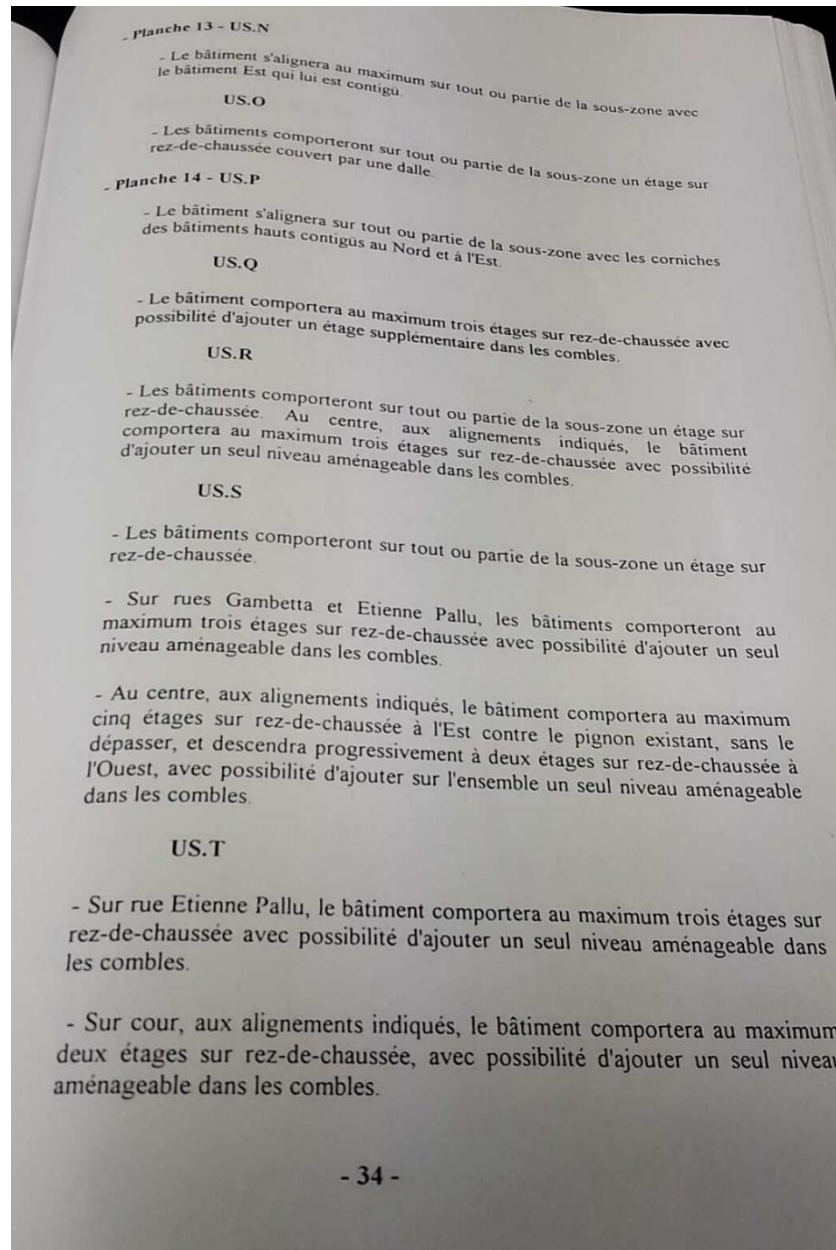 - Planche 13 - US.N
- Le bâtiment s'alignera au maximum sur tout ou partie de la sous-zone avec
le bâtiment Est qui lui est contigü.
US.O
- Les bâtiments comporteront sur tout ou partie de la sous-zone un étage sur
rez-de-chaussée couvert par une dalle.
- Planche 14 - US.P
- Le bâtiment s'alignera sur tout ou partie de la sous-zone avec les corniches
des bâtiments hauts contigüs au Nord et à l'Est.
US.Q
- Le bâtiment comportera au maximum trois étages sur rez-de-chaussée avec
possibilité d'ajouter un étage supplémentaire dans les combles.
US.R
- Les bâtiments comporteront sur tout ou partie de la sous-zone un étage sur
rez-de-chaussée. Au centre, aux alignements indiqués, le bâtiment
comportera au maximum trois étages sur rez-de-chaussée avec possibilité
d'ajouter un seul niveau aménageable dans les combles.
US.S
- Les bâtiments comporteront sur tout ou partie de la sous-zone un étage sur
rez-de-chaussée.
- Sur rues Gambetta et Etienne Pallu, les bâtiments comporteront au
maximum trois étages sur rez-de-chaussée avec possibilité d'ajouter un seul
niveau aménageable dans les combles.
- Au centre, aux alignements indiqués, le bâtiment comportera au maximum
cinq étages sur rez-de-chaussée à l'Est contre le pignon existant, sans le
dépasser, et descendra progressivement à deux étages sur rez-de-chaussée à
l'Ouest, avec possibilité d'ajouter sur l'ensemble un seul niveau aménageable
dans les combles.
US.T
- Sur rue Etienne Pallu, le bâtiment comportera au maximum trois étages sur
rez-de-chaussée avec possibilité d'ajouter un seul niveau aménageable dans
les combles.
- Sur cour, aux alignements indiqués, le bâtiment comportera au maximum
deux étages sur rez-de-chaussée, avec possibilité d'ajouter un seul niveau
aménageable dans les combles.
- 34 -